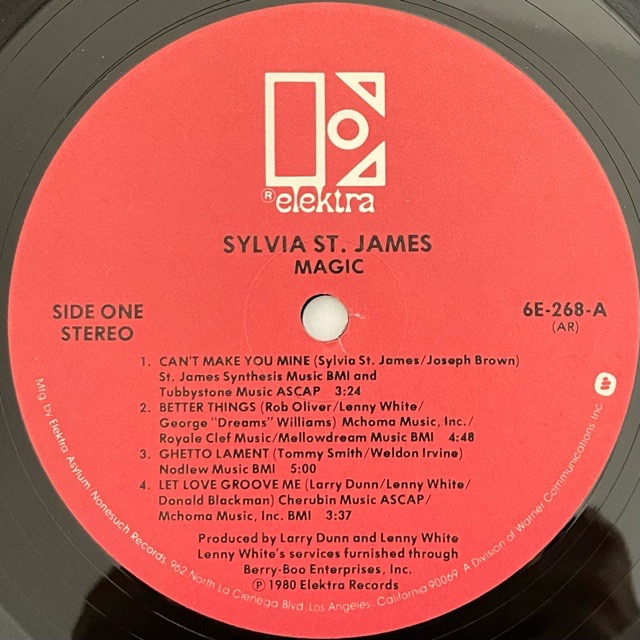 ® elektra
SYLVIA ST. JAMES
MAGIC
SIDE ONE
STEREO
6E-268-A
(AR)
1. CAN'T MAKE YOU MINE (Sylvia St. James/Joseph Brown)
St. James Synthesis Music BMI and
Tubbystone Music ASCAP 3:24
2. BETTER THINGS (Rob Oliver/Lenny White/
George "Dreams" Williams) Mchoma Music, Inc./
Royale Clef Music/Mellowdream Music BMI 4:48
3. GHETTO LAMENT (Tommy Smith/Weldon Irvine)
Nodlew Music BMI 5:00
4. LET LOVE GROOVE ME (Larry Dunn/Lenny White/
Donald Blackman) Cherubin Music ASCAP/
Mchoma Music, Inc. BMI 3:37
Produced by Larry Dunn and Lenny White
Lenny White's services furnished through
Berry-Boo Enterprises, Inc.
℗ 1980 Elektra Records
Mfg. by Elektra/Asylum/Nonesuch Records, 962 North La Cienega Blvd. Los Angeles, California 90069 A Division of Warner Communications Inc.